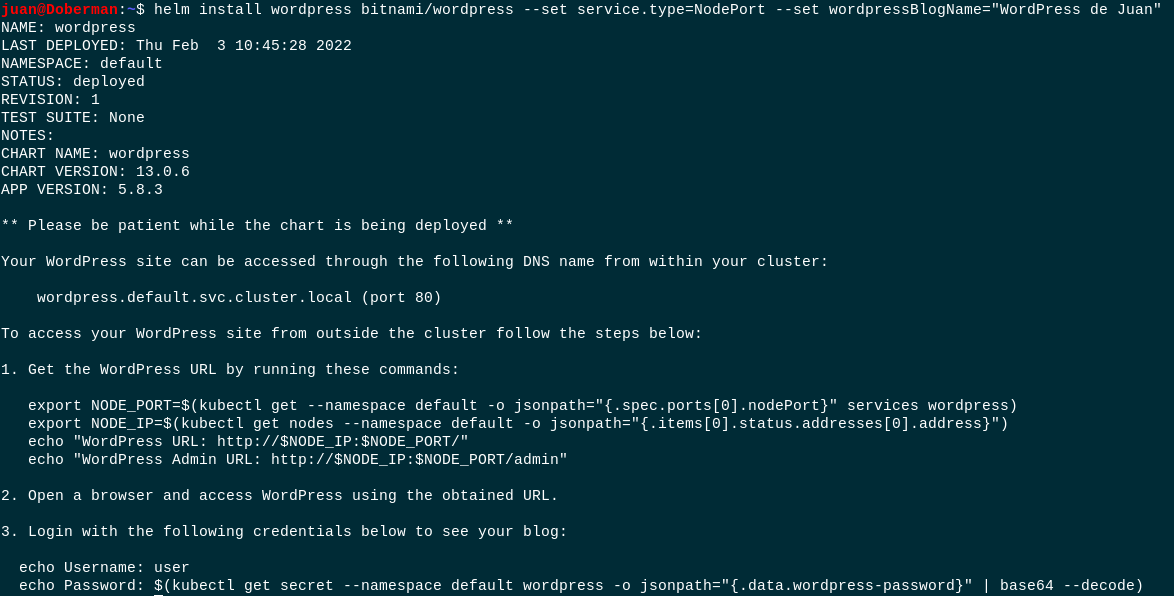 juan@Doberman:~$ helm install wordpress bitnami/wordpress --set service.type=NodePort --set wordpressBlogName="WordPress de Juan"
NAME: wordpress
LAST DEPLOYED: Thu Feb  3 10:45:28 2022
NAMESPACE: default
STATUS: deployed
REVISION: 1
TEST SUITE: None
NOTES:
CHART NAME: wordpress
CHART VERSION: 13.0.6
APP VERSION: 5.8.3

** Please be patient while the chart is being deployed **

Your WordPress site can be accessed through the following DNS name from within your cluster:

    wordpress.default.svc.cluster.local (port 80)

To access your WordPress site from outside the cluster follow the steps below:

1. Get the WordPress URL by running these commands:

   export NODE_PORT=$(kubectl get --namespace default -o jsonpath="{.spec.ports[0].nodePort}" services wordpress)
   export NODE_IP=$(kubectl get nodes --namespace default -o jsonpath="{.items[0].status.addresses[0].address}")
   echo "WordPress URL: http://$NODE_IP:$NODE_PORT/"
   echo "WordPress Admin URL: http://$NODE_IP:$NODE_PORT/admin"

2. Open a browser and access WordPress using the obtained URL.

3. Login with the following credentials below to see your blog:

  echo Username: user
  echo Password: $(kubectl get secret --namespace default wordpress -o jsonpath="{.data.wordpress-password}" | base64 --decode)